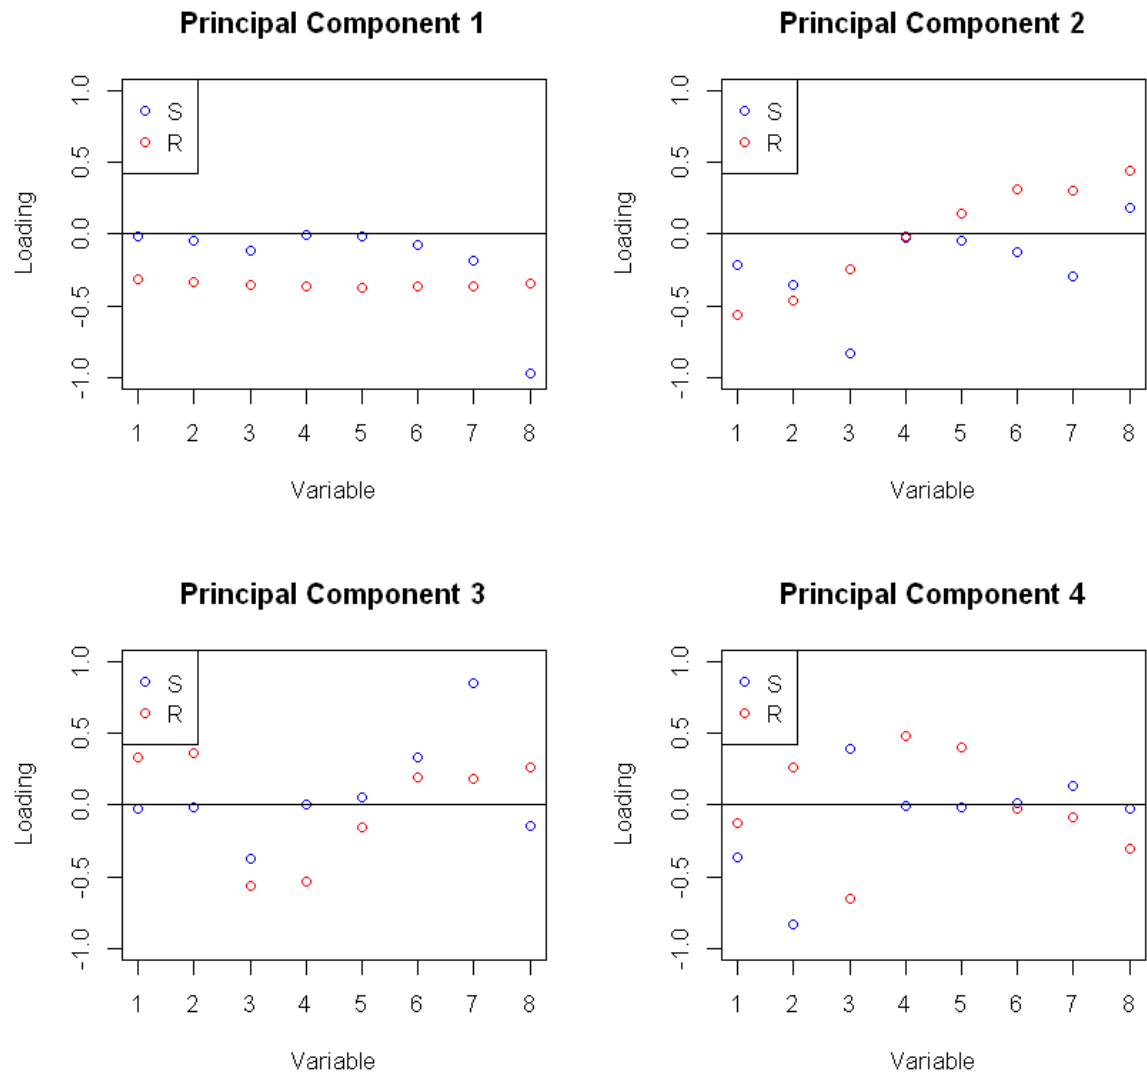 Principal Component 1
S
R
1.0
0.5
0.0
-0.5
-1.0
Loading
1 2 3 4 5 6 7 8
Variable
Principal Component 2
S
R
1.0
0.5
0.0
-0.5
-1.0
Loading
1 2 3 4 5 6 7 8
Variable
Principal Component 3
S
R
1.0
0.5
0.0
-0.5
-1.0
Loading
1 2 3 4 5 6 7 8
Variable
Principal Component 4
S
R
1.0
0.5
0.0
-0.5
-1.0
Loading
1 2 3 4 5 6 7 8
Variable